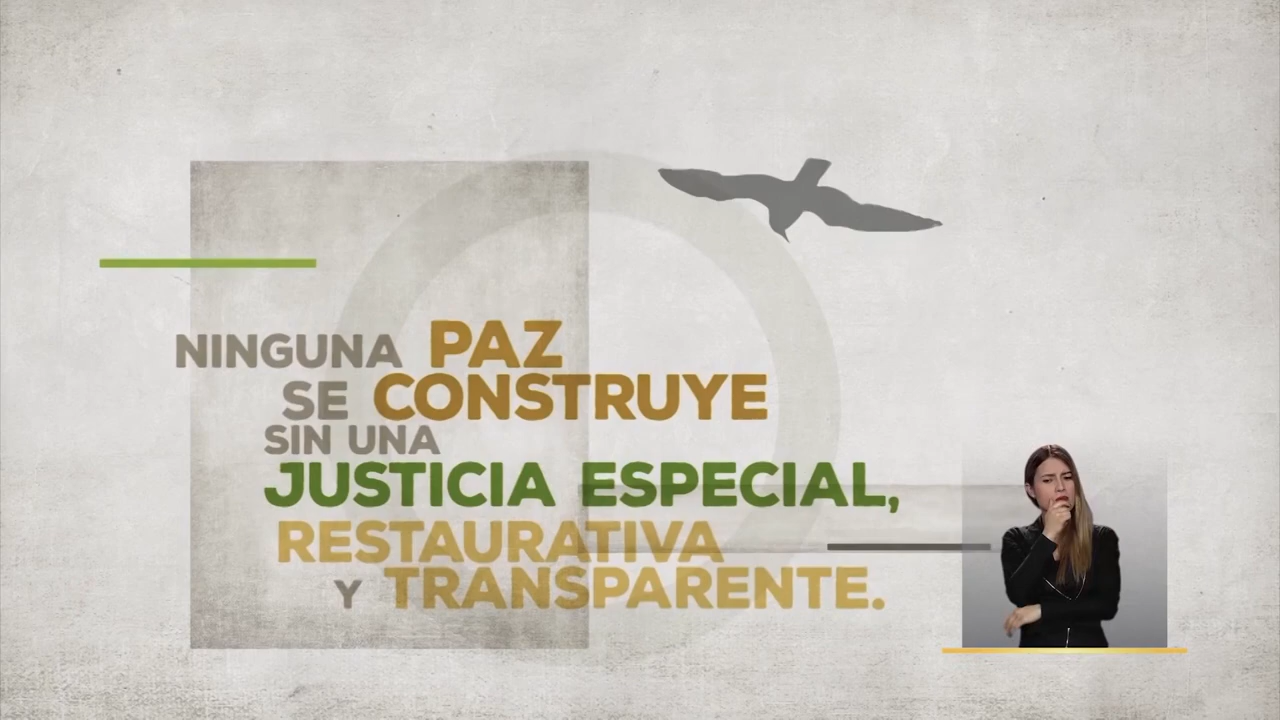 NINGUNA PAZ
SE CONSTRUYE
SIN UNA
JUSTICIA ESPECIAL,
RESTAURATIVA
Y TRANSPARENTE.